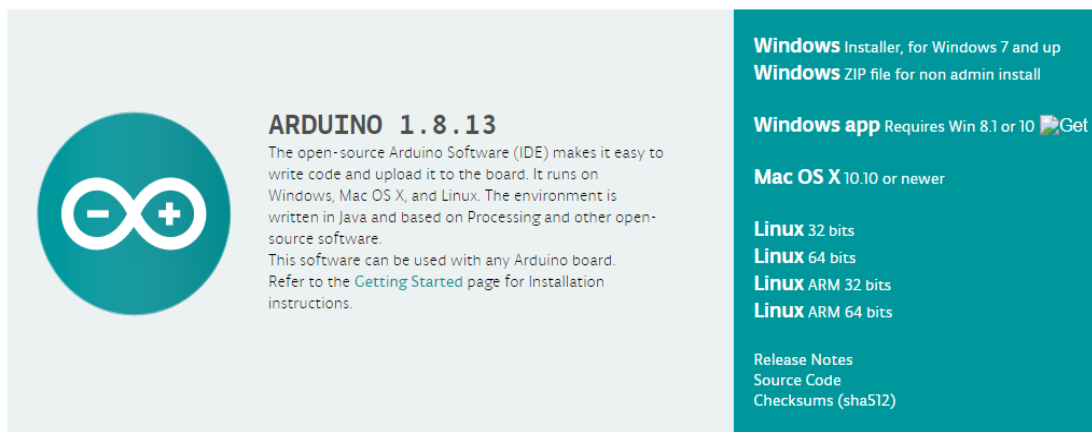 ARDUINO 1.8.13
The open-source Arduino Software (IDE) makes it easy to
write code and upload it to the board. It runs on
Windows, Mac OS X, and Linux. The environment is
written in Java and based on Processing and other open-
source software.
This software can be used with any Arduino board.
Refer to the Getting Started page for Installation
instructions.
Windows Installer, for Windows 7 and up
Windows ZIP file for non admin install
Windows app Requires Win 8.1 or 10 Get
Mac OS X 10.10 or newer
Linux 32 bits
Linux 64 bits
Linux ARM 32 bits
Linux ARM 64 bits
Release Notes
Source Code
Checksums (sha512)